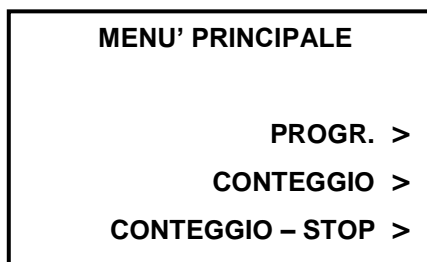 MENU’ PRINCIPALE
PROGR. >
CONTEGGIO >
CONTEGGIO – STOP >